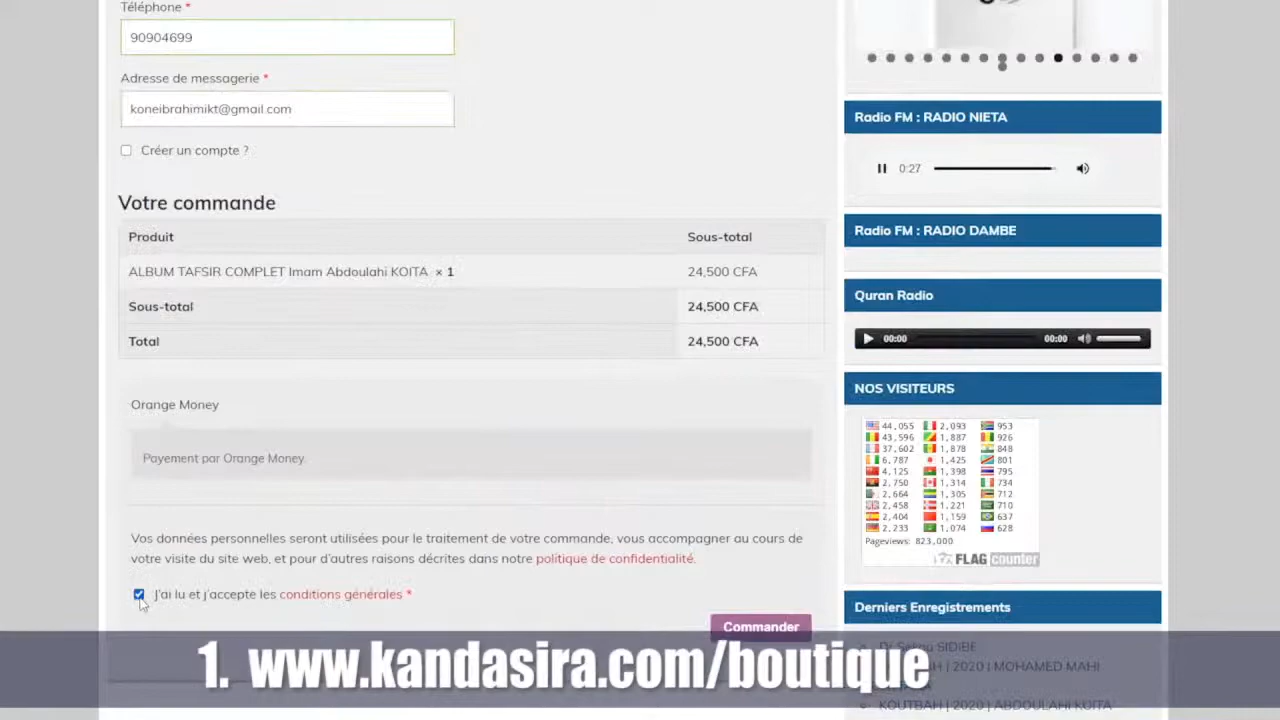 Téléphone *
90904699
Adresse de messagerie *
koneibrahimikt@gmail.com
Créer un compte ?
Votre commande
Produit Sous-total
ALBUM TAFSIR COMPLET Imam Abdoulahi KOITA × 1 24,500 CFA
Sous-total 24,500 CFA
Total 24,500 CFA
Orange Money
Payement par Orange Money.
Vos données personnelles seront utilisées pour le traitement de votre commande, vous accompagner au cours de
votre visite du site web, et pour d'autres raisons décrites dans notre politique de confidentialité.
J'ai lu et j'accepte les conditions générales *
Commander
Radio FM : RADIO NIETA
0:27
Radio FM : RADIO DAMBE
Quran Radio
00:00 00:00
NOS VISITEURS
44,055 2,093 953
43,596 1,887 926
37,602 1,878 848
6,787 1,425 801
4,125 1,398 795
2,750 1,314 734
2,664 1,305 712
2,458 1,221 710
2,404 1,159 637
2,233 1,074 628
Pageviews: 823,000
FLAG counter
Derniers Enregistrements
Dr Sekou SIDIBE
KOUTBAH | 2020 | MOHAMED MAHI
KOUTBAH | 2020 | ABDOULAHI KOITA
1. www.kandasira.com/boutique